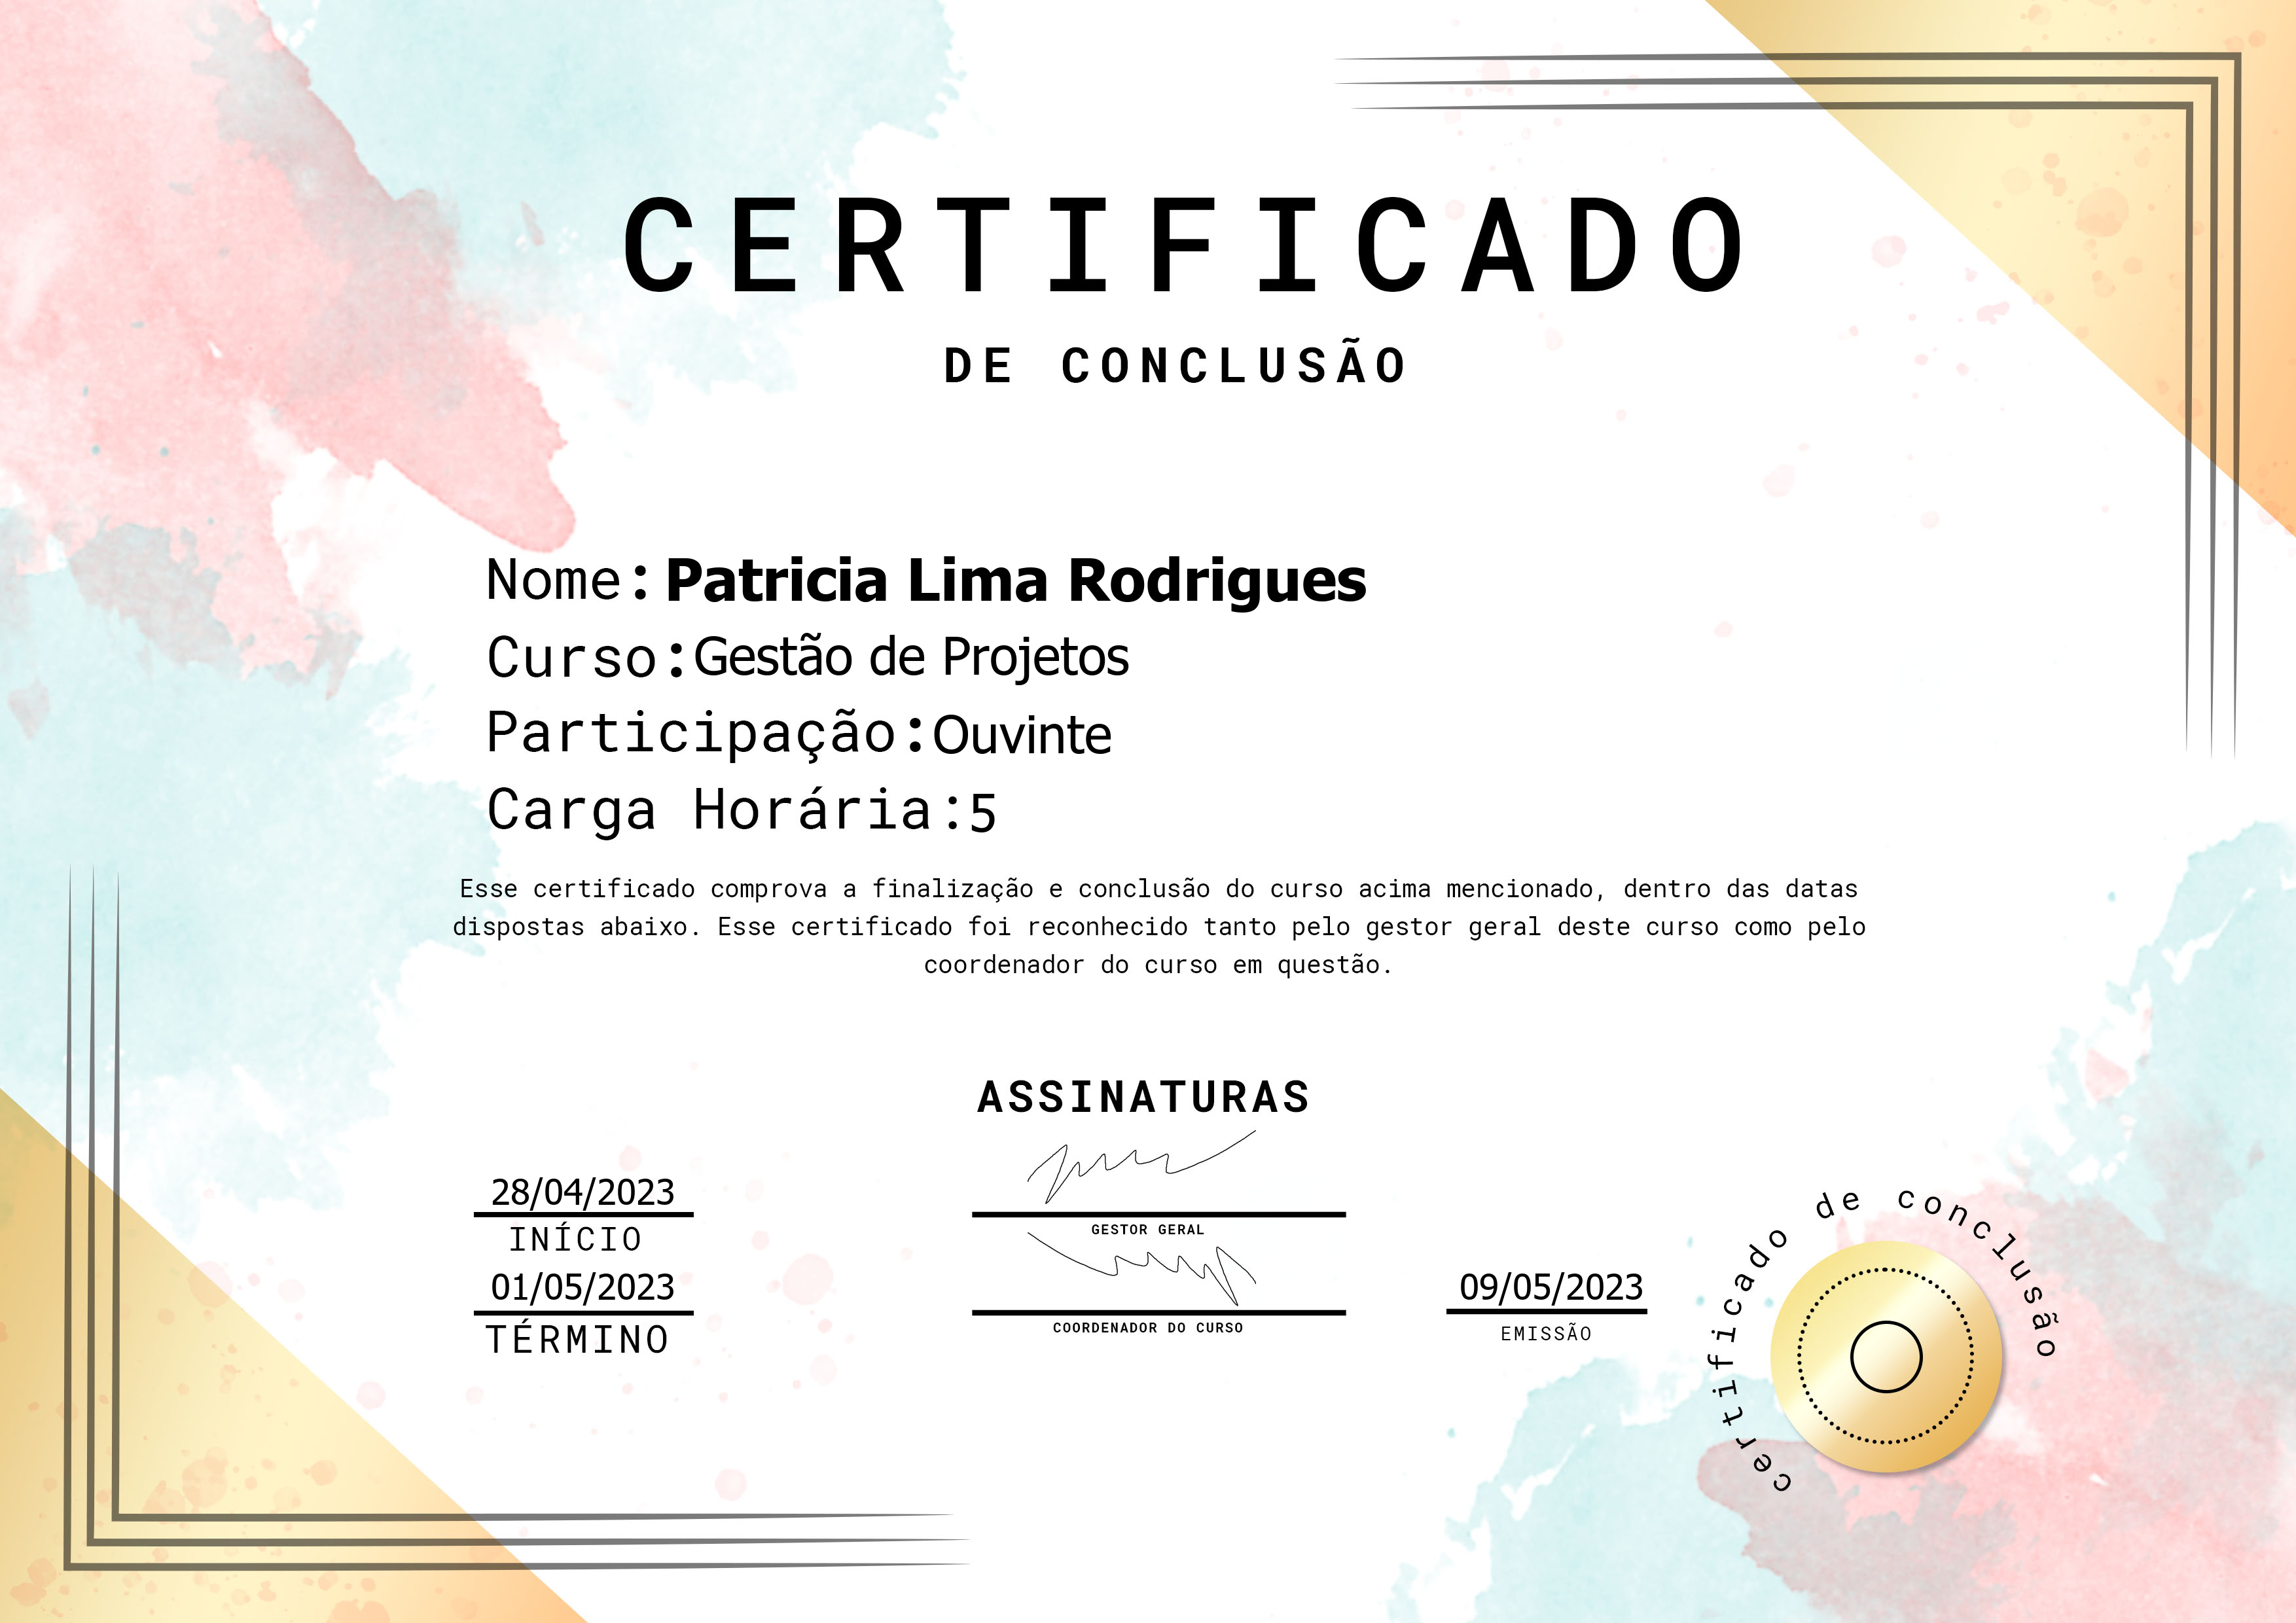 CERTIFICADO
DE CONCLUSÃO
Nome: Patricia Lima Rodrigues
Curso:Gestão de Projetos
Participação:Ouvinte
Carga Horária:5
Esse certificado comprova a finalização e conclusão do curso acima mencionado, dentro das datas
dispostas abaixo. Esse certificado foi reconhecido tanto pelo gestor geral deste curso como pelo
coordenador do curso em questão.
ASSINATURAS
28/04/2023
INÍCIO
01/05/2023
TÉRMINO
GESTOR GERAL
COORDENADOR DO CURSO
09/05/2023
EMISSÃO
certificado de conclusão